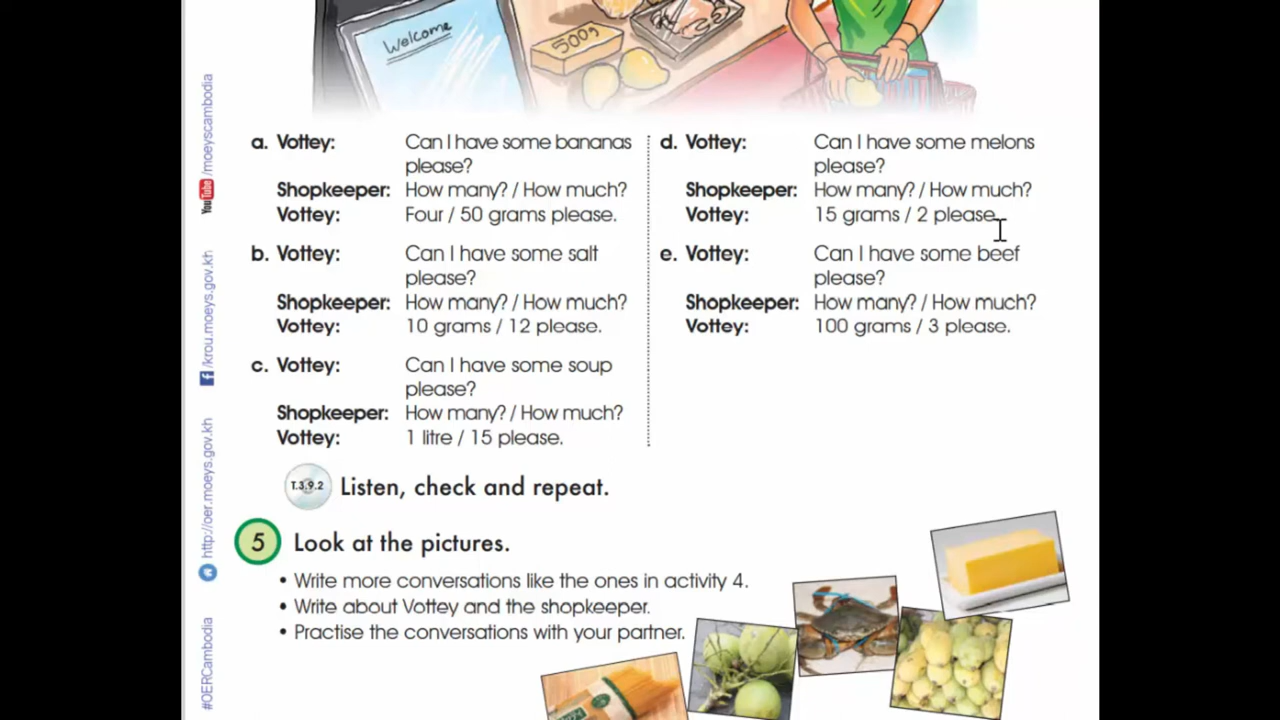 Welcome
500g
a. Vottey: Can I have some bananas
please?
Shopkeeper: How many? / How much?
Vottey: Four / 50 grams please.
b. Vottey: Can I have some salt
please?
Shopkeeper: How many? / How much?
Vottey: 10 grams / 12 please.
c. Vottey: Can I have some soup
please?
Shopkeeper: How many? / How much?
Vottey: 1 litre / 15 please.
d. Vottey: Can I have some melons
please?
Shopkeeper: How many? / How much?
Vottey: 15 grams / 2 please.
e. Vottey: Can I have some beef
please?
Shopkeeper: How many? / How much?
Vottey: 100 grams / 3 please.
T.3.9.2 Listen, check and repeat.
5 Look at the pictures.
• Write more conversations like the ones in activity 4.
• Write about Vottey and the shopkeeper.
• Practise the conversations with your partner.
YouTube /moeyscambodia
f /krou.moeys.gov.kh
http://oer.moeys.gov.kh
#OERCambodia